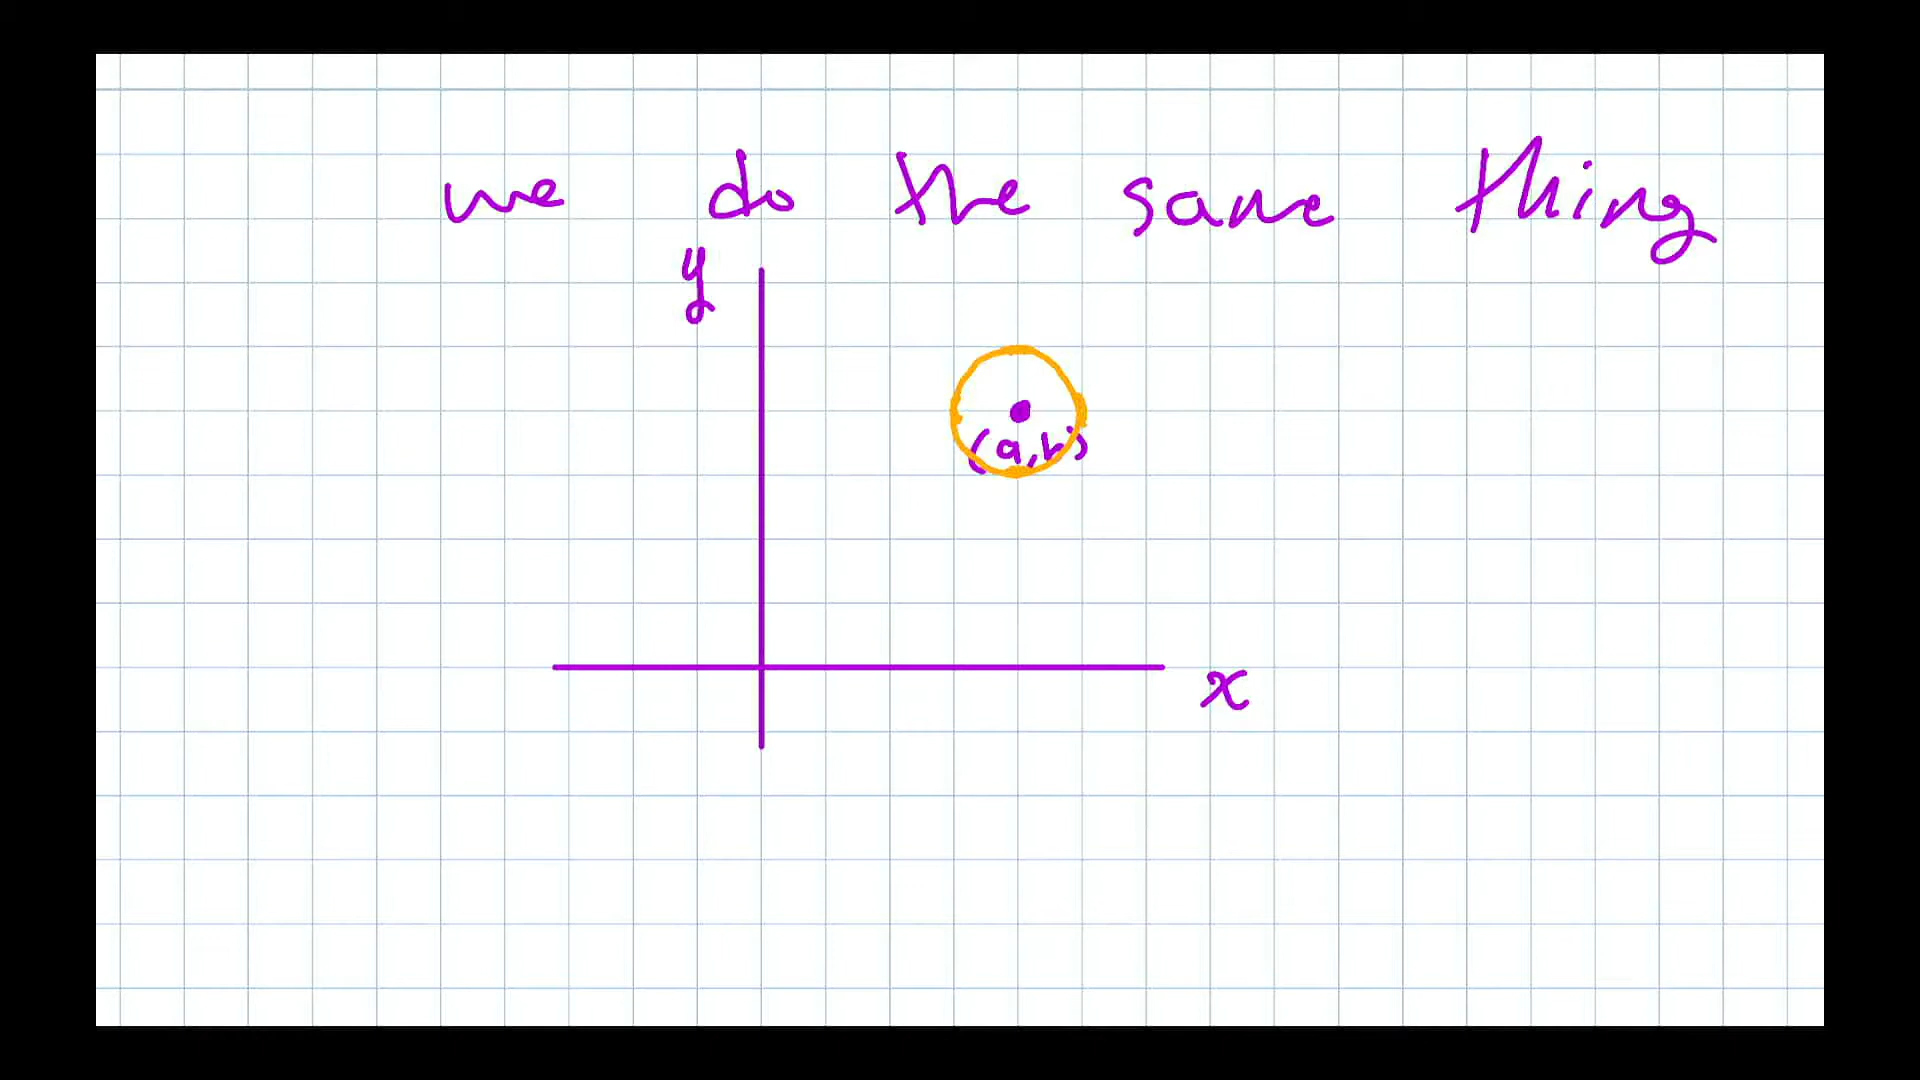 we do the same thing
y
(a,b)
x